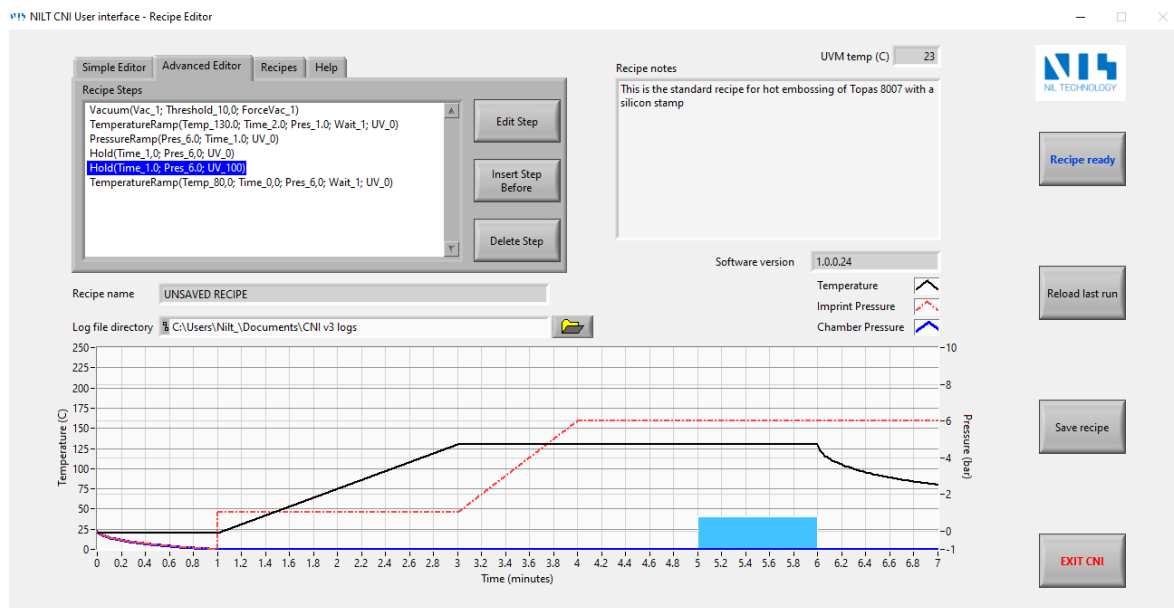 NILT CNI User interface - Recipe Editor
Simple Editor
Advanced Editor
Recipes
Help
Recipe Steps
Vacuum(Vac_1; Threshold_10,0; ForceVac_1)
TemperatureRamp(Temp_130.0; Time_2.0; Pres_1.0; Wait_1; UV_0)
PressureRamp(Pres_6.0; Time_1.0; UV_0)
Hold(Time_1,0; Pres_6,0; UV_0)
Hold(Time_1.0; Pres_6.0; UV_100)
TemperatureRamp(Temp_80,0; Time_0,0; Pres_6,0; Wait_1; UV_0)
Edit Step
Insert Step
Before
Delete Step
UVM temp (C) 23
Recipe notes
This is the standard recipe for hot embossing of Topas 8007 with a
silicon stamp
NIL TECHNOLOGY
Recipe ready
Software version 1.0.0.24
Recipe name UNSAVED RECIPE
Log file directory C:\Users\Nilt_\Documents\CNI v3 logs
Temperature
Imprint Pressure
Chamber Pressure
Reload last run
Save recipe
EXIT CNI
Temperature (C)
250
225
200
175
150
125
100
75
50
25
0
Pressure (bar)
10
8
6
4
2
0
-1
0 0.2 0.4 0.6 0.8 1 1.2 1.4 1.6 1.8 2 2.2 2.4 2.6 2.8 3 3.2 3.4 3.6 3.8 4 4.2 4.4 4.6 4.8 5 5.2 5.4 5.6 5.8 6 6.2 6.4 6.6 6.8 7
Time (minutes)